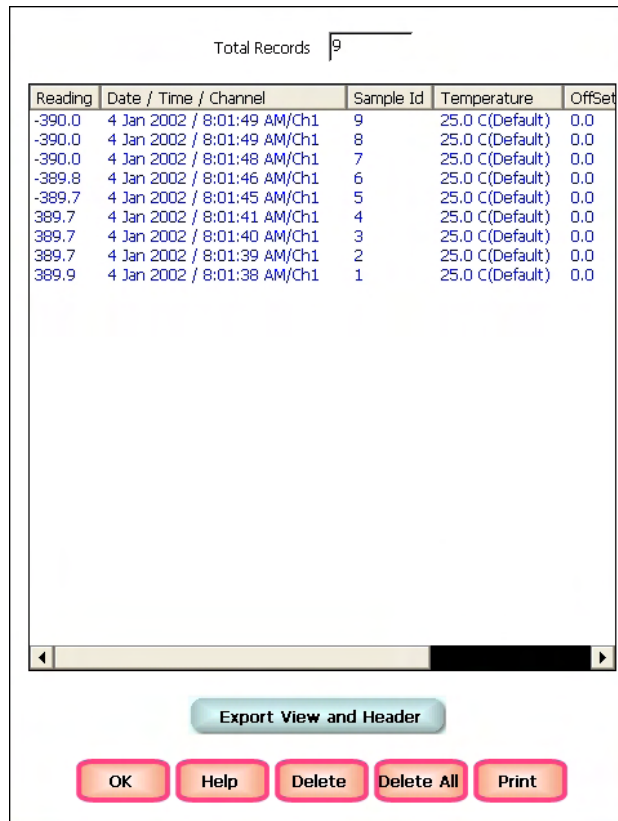 Total Records 9
Reading Date / Time / Channel Sample Id Temperature OffSet
-390.0 4 Jan 2002 / 8:01:49 AM/Ch1 9 25.0 C(Default) 0.0
-390.0 4 Jan 2002 / 8:01:49 AM/Ch1 8 25.0 C(Default) 0.0
-390.0 4 Jan 2002 / 8:01:48 AM/Ch1 7 25.0 C(Default) 0.0
-389.8 4 Jan 2002 / 8:01:46 AM/Ch1 6 25.0 C(Default) 0.0
-389.7 4 Jan 2002 / 8:01:45 AM/Ch1 5 25.0 C(Default) 0.0
389.7 4 Jan 2002 / 8:01:41 AM/Ch1 4 25.0 C(Default) 0.0
389.7 4 Jan 2002 / 8:01:40 AM/Ch1 3 25.0 C(Default) 0.0
389.7 4 Jan 2002 / 8:01:39 AM/Ch1 2 25.0 C(Default) 0.0
389.9 4 Jan 2002 / 8:01:38 AM/Ch1 1 25.0 C(Default) 0.0
Export View and Header
OK Help Delete Delete All Print